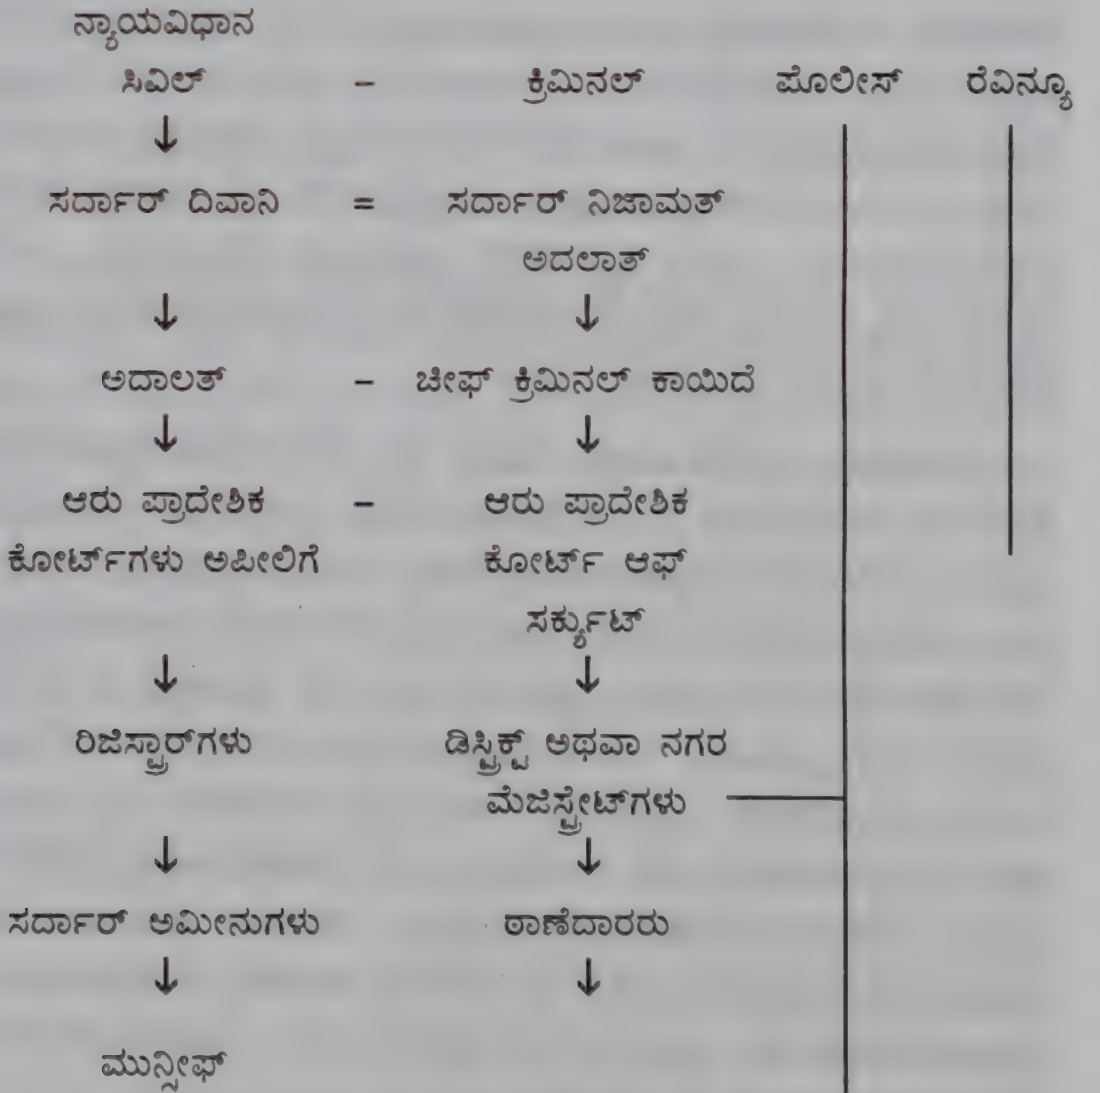 ನ್ಯಾಯವಿಧಾನ
ಸಿವಿಲ್ – ಕ್ರಿಮಿನಲ್ ಪೊಲೀಸ್ ರೆವಿನ್ಯೂ
↓
ಸರ್ದಾರ್ ದಿವಾನಿ = ಸರ್ದಾರ್ ನಿಜಾಮತ್
ಅದಲಾತ್
↓ ↓
ಅದಾಲತ್ – ಚೀಫ್ ಕ್ರಿಮಿನಲ್ ಕಾಯಿದೆ
↓ ↓
ಆರು ಪ್ರಾದೇಶಿಕ – ಆರು ಪ್ರಾದೇಶಿಕ
ಕೋರ್ಟ್‌ಗಳು ಅಪೀಲಿಗೆ ಕೋರ್ಟ್ ಆಫ್
ಸರ್ಕ್ಯುಟ್
↓ ↓
ರಿಜಿಸ್ಟ್ರಾರ್‌ಗಳು ಡಿಸ್ಟ್ರಿಕ್ಟ್ ಅಥವಾ ನಗರ
ಮೆಜಿಸ್ಟ್ರೇಟ್‌ಗಳು
↓ ↓
ಸರ್ದಾರ್ ಅಮೀನುಗಳು ಠಾಣೆದಾರರು
↓ ↓
ಮುನ್ಸೀಫ್